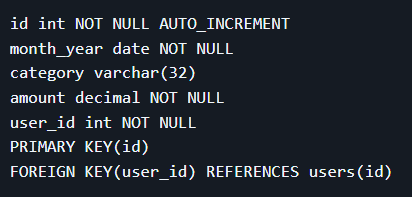 id int NOT NULL AUTO_INCREMENT
month_year date NOT NULL
category varchar(32)
amount decimal NOT NULL
user_id int NOT NULL
PRIMARY KEY(id)
FOREIGN KEY(user_id) REFERENCES users(id)